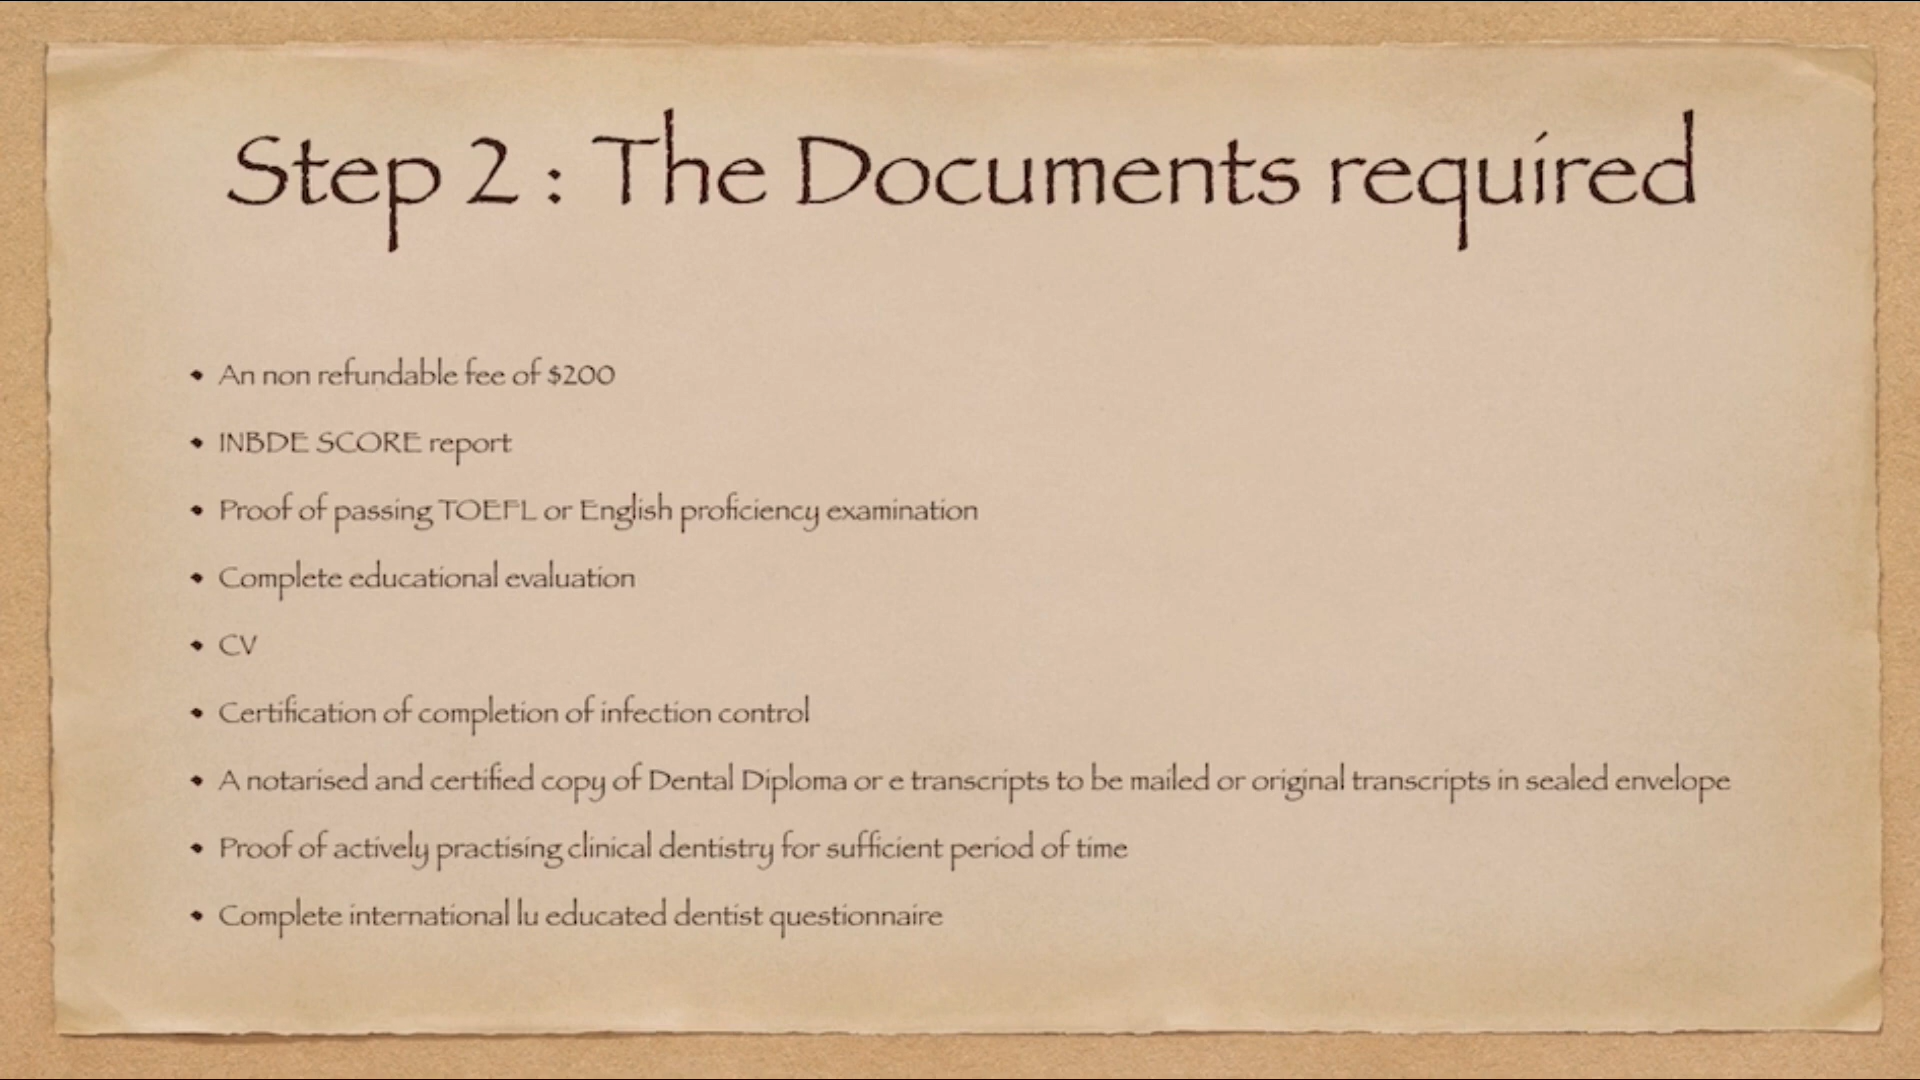 Step 2 : The Documents required
• An non refundable fee of $200
• INBDE SCORE report
• Proof of passing TOEFL or English proficiency examination
• Complete educational evaluation
• CV
• Certification of completion of infection control
• A notarised and certified copy of Dental Diploma or e transcripts to be mailed or original transcripts in sealed envelope
• Proof of actively practising clinical dentistry for sufficient period of time
• Complete international lu educated dentist questionnaire